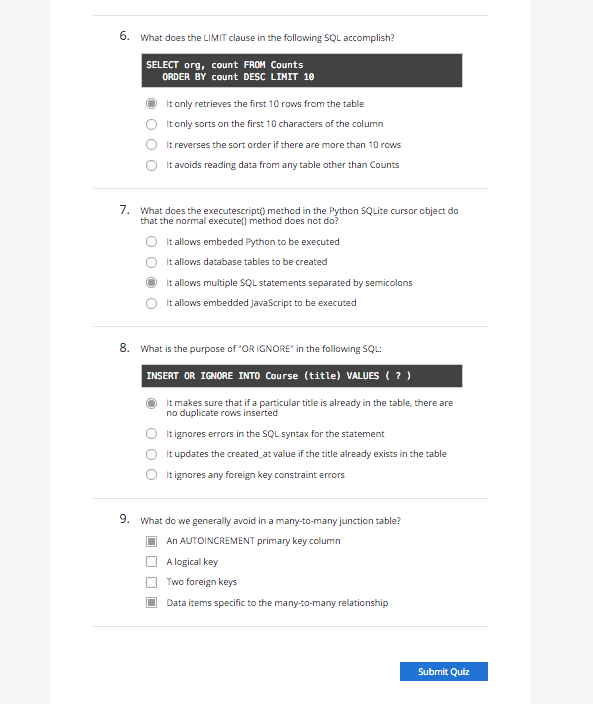 6. What does the LIMIT clause in the following SQL accomplish?
SELECT org, count FROM Counts
ORDER BY count DESC LIMIT 10
It only retrieves the first 10 rows from the table
It only sorts on the first 10 characters of the column
It reverses the sort order if there are more than 10 rows
It avoids reading data from any table other than Counts
7. What does the executescript() method in the Python SQLite cursor object do
that the normal execute() method does not do?
It allows embeded Python to be executed
It allows database tables to be created
It allows multiple SQL statements separated by semicolons
It allows embedded JavaScript to be executed
8. What is the purpose of "OR IGNORE" in the following SQL:
INSERT OR IGNORE INTO Course (title) VALUES ( ? )
It makes sure that if a particular title is already in the table, there are
no duplicate rows inserted
It ignores errors in the SQL syntax for the statement
It updates the created_at value if the title already exists in the table
It ignores any foreign key constraint errors
9. What do we generally avoid in a many-to-many junction table?
An AUTOINCREMENT primary key column
A logical key
Two foreign keys
Data items specific to the many-to-many relationship
Submit Quiz